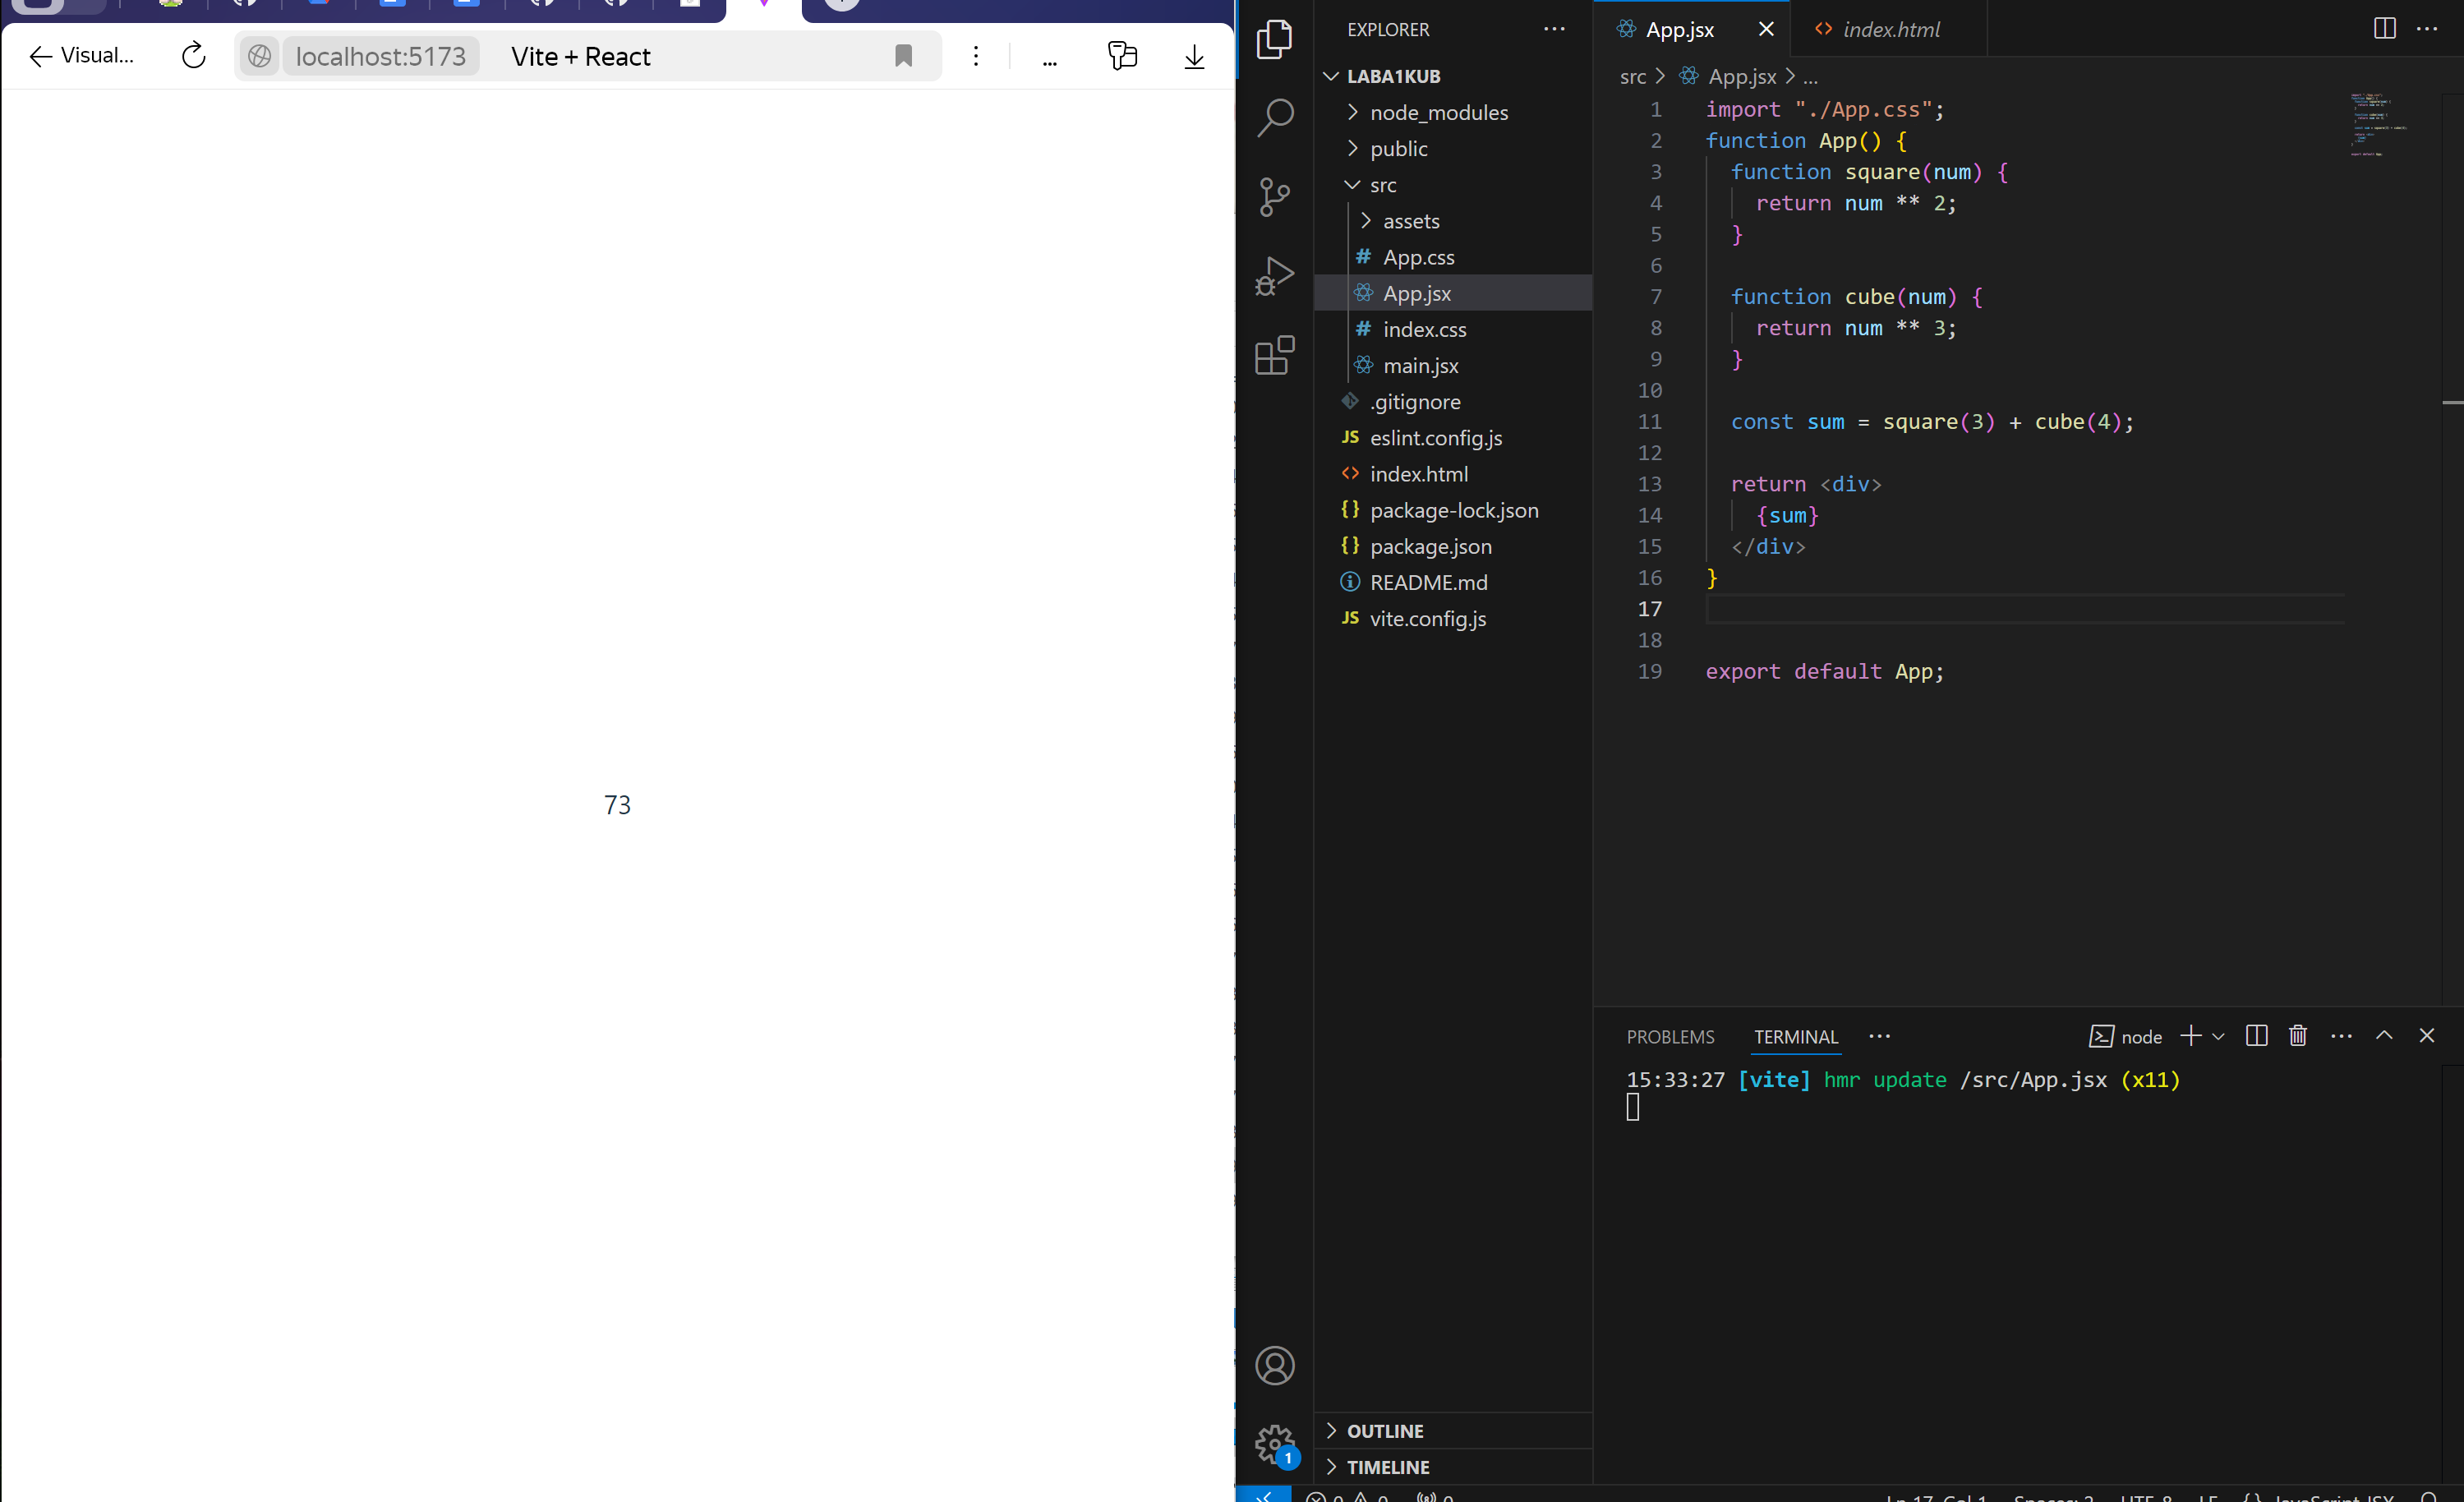 Visual...
localhost:5173 Vite + React
...
73
EXPLORER
LABA1KUB
node_modules
public
src
assets
# App.css
App.jsx
# index.css
main.jsx
.gitignore
JS eslint.config.js
<> index.html
{} package-lock.json
{} package.json
README.md
JS vite.config.js
OUTLINE
TIMELINE
1
App.jsx
<> index.html
src > App.jsx > ...
1 import "./App.css";
2 function App() {
3 function square(num) {
4 return num ** 2;
5 }
6
7 function cube(num) {
8 return num ** 3;
9 }
10
11 const sum = square(3) + cube(4);
12
13 return <div>
14 {sum}
15 </div>
16 }
17
18
19 export default App;
PROBLEMS TERMINAL
node
15:33:27 [vite] hmr update /src/App.jsx (x11)